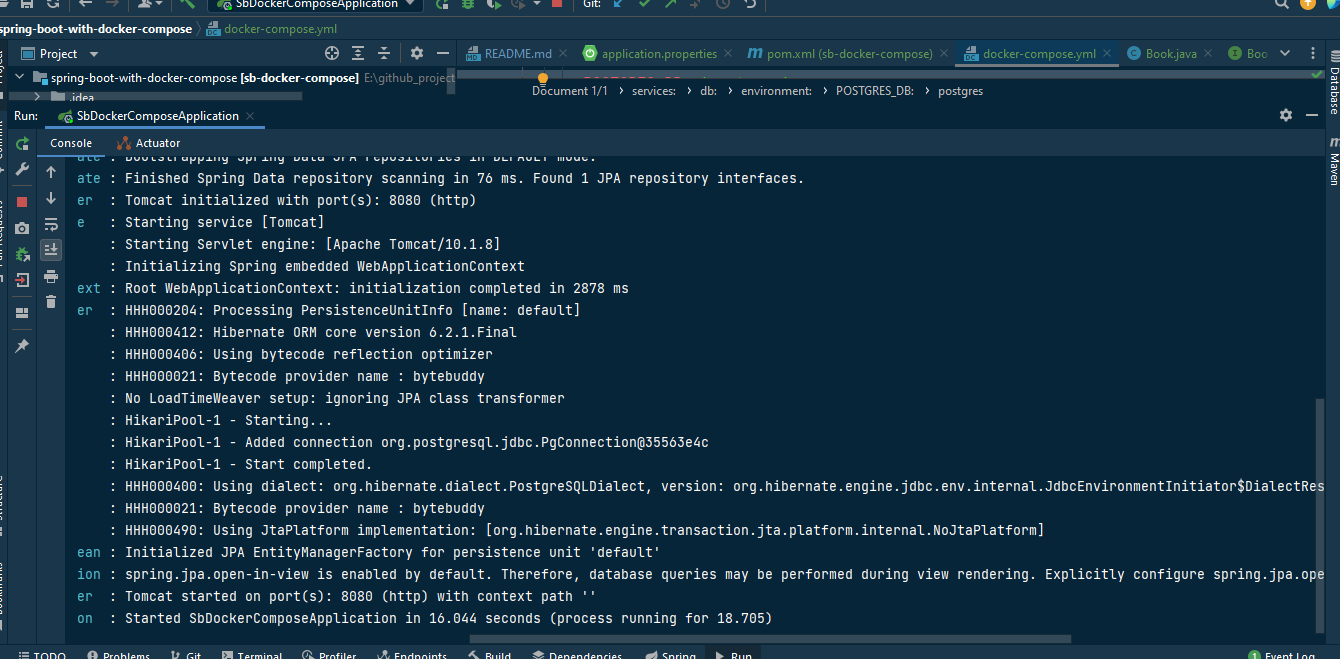 SbDockerComposeApplication Git:
spring-boot-with-docker-compose docker-compose.yml
Project README.md application.properties pom.xml (sb-docker-compose) docker-compose.yml Book.java Boo
spring-boot-with-docker-compose [sb-docker-compose] E:\github_project
.idea
Document 1/1 › services: › db: › environment: › POSTGRES_DB: › postgres
Run: SbDockerComposeApplication
Console Actuator
ate : Bootstrapping Spring Data JPA repositories in DEFAULT mode.
ate : Finished Spring Data repository scanning in 76 ms. Found 1 JPA repository interfaces.
er : Tomcat initialized with port(s): 8080 (http)
e : Starting service [Tomcat]
: Starting Servlet engine: [Apache Tomcat/10.1.8]
: Initializing Spring embedded WebApplicationContext
ext : Root WebApplicationContext: initialization completed in 2878 ms
er : HHH000204: Processing PersistenceUnitInfo [name: default]
: HHH000412: Hibernate ORM core version 6.2.1.Final
: HHH000406: Using bytecode reflection optimizer
: HHH000021: Bytecode provider name : bytebuddy
: No LoadTimeWeaver setup: ignoring JPA class transformer
: HikariPool-1 - Starting...
: HikariPool-1 - Added connection org.postgresql.jdbc.PgConnection@35563e4c
: HikariPool-1 - Start completed.
: HHH000400: Using dialect: org.hibernate.dialect.PostgreSQLDialect, version: org.hibernate.engine.jdbc.env.internal.JdbcEnvironmentInitiator$DialectRes
: HHH000021: Bytecode provider name : bytebuddy
: HHH000490: Using JtaPlatform implementation: [org.hibernate.engine.transaction.jta.platform.internal.NoJtaPlatform]
ean : Initialized JPA EntityManagerFactory for persistence unit 'default'
ion : spring.jpa.open-in-view is enabled by default. Therefore, database queries may be performed during view rendering. Explicitly configure spring.jpa.ope
er : Tomcat started on port(s): 8080 (http) with context path ''
on : Started SbDockerComposeApplication in 16.044 seconds (process running for 18.705)
TODO Problems Git Terminal Profiler Endpoints Build Dependencies Spring Run 1 Event Log
Database
Maven